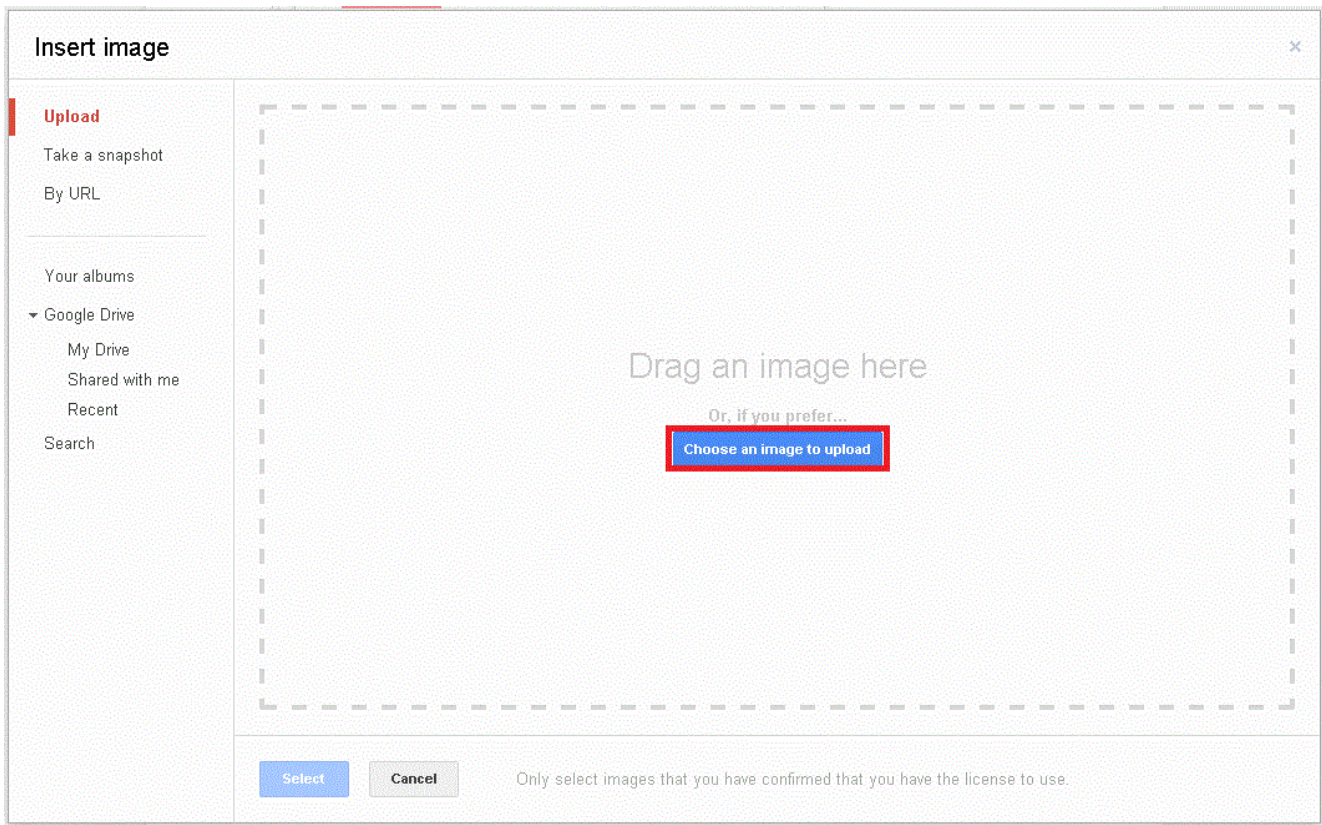 Insert image
×
Upload
Take a snapshot
By URL
Your albums
Google Drive
My Drive
Shared with me
Recent
Search
Drag an image here
Or, if you prefer...
Choose an image to upload
Select
Cancel
Only select images that you have confirmed that you have the license to use.